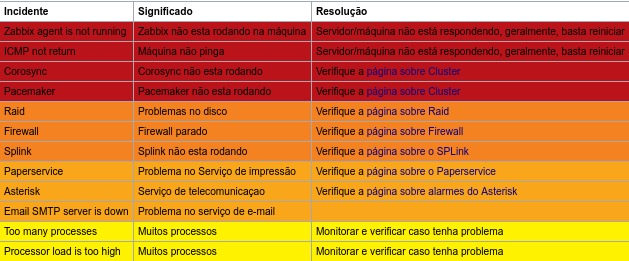 Incidente Significado Resolução
Zabbix agent is not running Zabbix não esta rodando na máquina Servidor/máquina não está respondendo, geralmente, basta reiniciar
ICMP not return Máquina não pinga Servidor/máquina não está respondendo, geralmente, basta reiniciar
Corosync Corosync não esta rodando Verifique a página sobre Cluster
Pacemaker Pacemaker não esta rodando Verifique a página sobre Cluster
Raid Problemas no disco Verifique a página sobre Raid
Firewall Firewall parado Verifique a página sobre Firewall
Splink Splink não esta rodando Verifique a página sobre o SPLink
Paperservice Problema no Serviço de impressão Verifique a página sobre o Paperservice
Asterisk Serviço de telecomunicaçao Verifique a página sobre alarmes do Asterisk
Email SMTP server is down Problema no serviço de e-mail
Too many processes Muitos processos Monitorar e verificar caso tenha problema
Processor load is too high Muitos processos Monitorar e verificar caso tenha problema